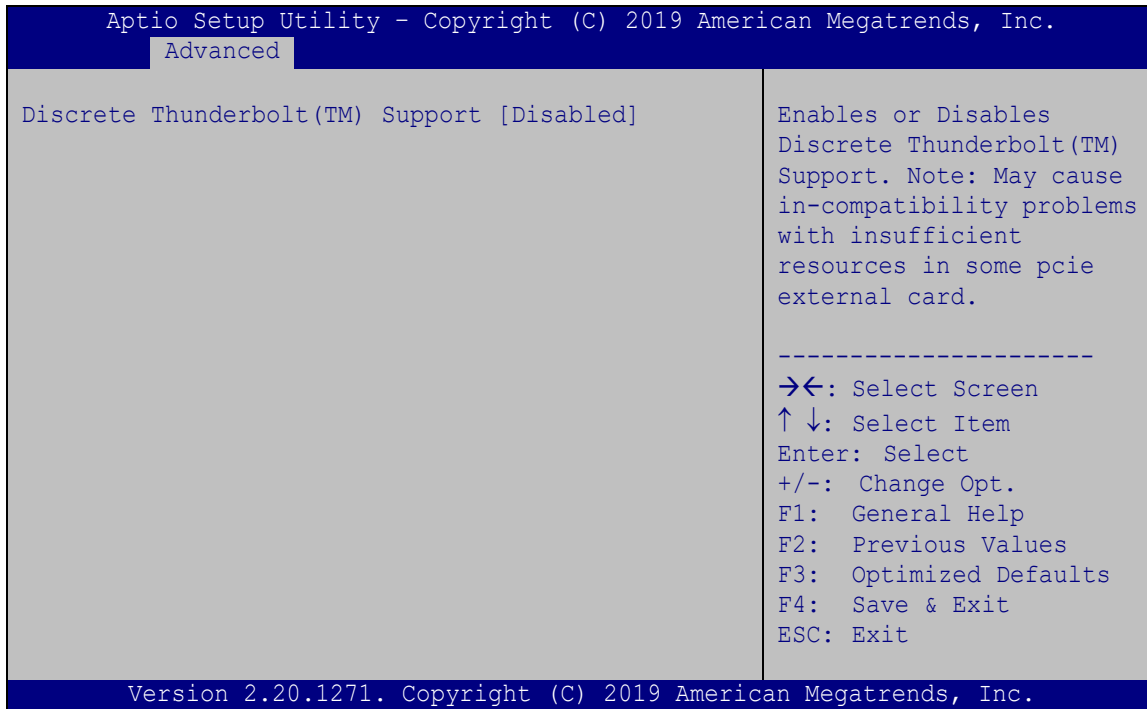 Aptio Setup Utility – Copyright (C) 2019 American Megatrends, Inc.
Advanced
Discrete Thunderbolt(TM) Support [Disabled]
Enables or Disables
Discrete Thunderbolt(TM)
Support. Note: May cause
in-compatibility problems
with insufficient
resources in some pcie
external card.
----------------------
→←: Select Screen
↑ ↓: Select Item
Enter: Select
+/-: Change Opt.
F1: General Help
F2: Previous Values
F3: Optimized Defaults
F4: Save & Exit
ESC: Exit
Version 2.20.1271. Copyright (C) 2019 American Megatrends, Inc.